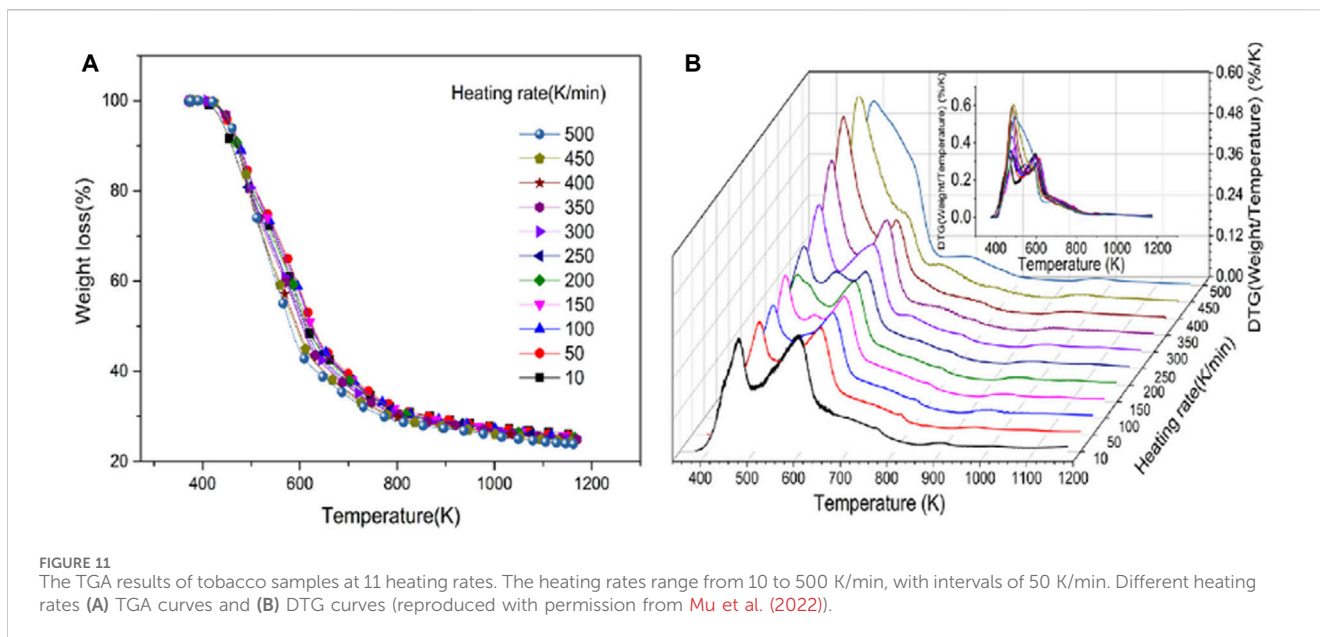 A
Weight loss(%)
100
80
60
40
20
400
600
800
1000
1200
Temperature(K)
Heating rate(K/min)
500
450
400
350
300
250
200
150
100
50
10
B
DTG(Weight/Temperature) (%/K)
0.60
0.48
0.36
0.24
0.12
0.00
DTG(Weight/Temperature) (%/K)
0.6
0.4
0.2
0.0
400 600 800 1000 1200
Temperature (K)
500
450
400
350
300
250
200
150
100
50
10
Heating rate(K/min)
400 500 600 700 800 900 1000 1100 1200
Temperature (K)
FIGURE 11
The TGA results of tobacco samples at 11 heating rates. The heating rates range from 10 to 500 K/min, with intervals of 50 K/min. Different heating
rates (A) TGA curves and (B) DTG curves (reproduced with permission from Mu et al. (2022)).